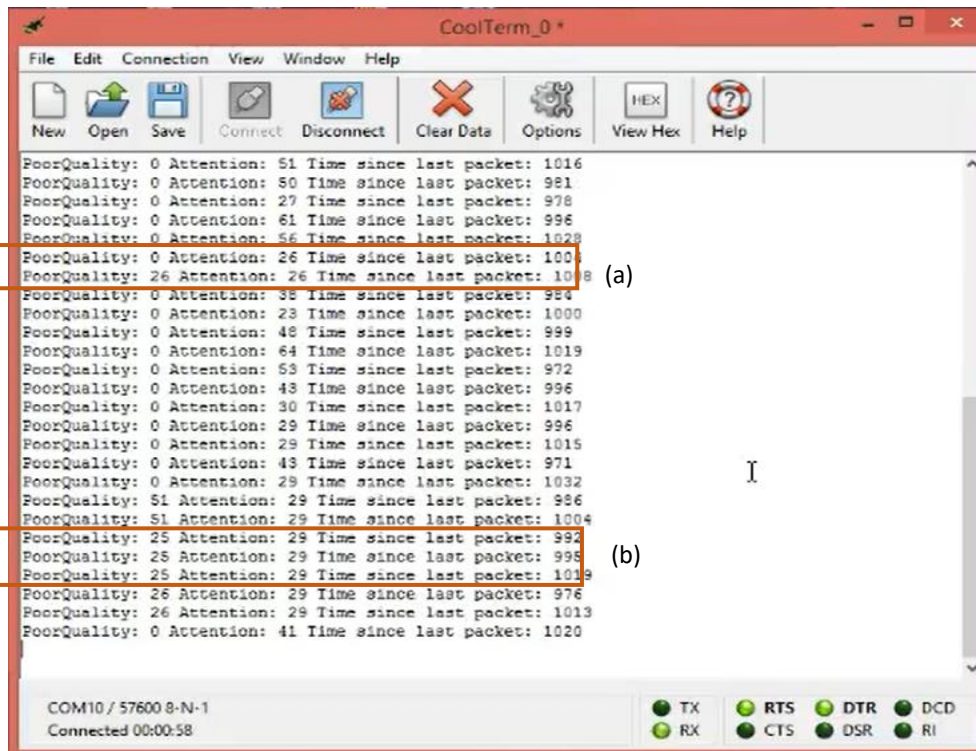 CoolTerm_0 *
File Edit Connection View Window Help
New Open Save Connect Disconnect Clear Data Options View Hex Help
HEX
PoorQuality: 0 Attention: 51 Time since last packet: 1016
PoorQuality: 0 Attention: 50 Time since last packet: 981
PoorQuality: 0 Attention: 27 Time since last packet: 978
PoorQuality: 0 Attention: 61 Time since last packet: 996
PoorQuality: 0 Attention: 56 Time since last packet: 1028
PoorQuality: 0 Attention: 26 Time since last packet: 1004
PoorQuality: 26 Attention: 26 Time since last packet: 1008
(a)
PoorQuality: 0 Attention: 38 Time since last packet: 984
PoorQuality: 0 Attention: 23 Time since last packet: 1000
PoorQuality: 0 Attention: 48 Time since last packet: 999
PoorQuality: 0 Attention: 64 Time since last packet: 1019
PoorQuality: 0 Attention: 53 Time since last packet: 972
PoorQuality: 0 Attention: 43 Time since last packet: 996
PoorQuality: 0 Attention: 30 Time since last packet: 1017
PoorQuality: 0 Attention: 29 Time since last packet: 996
PoorQuality: 0 Attention: 29 Time since last packet: 1015
PoorQuality: 0 Attention: 43 Time since last packet: 971
PoorQuality: 0 Attention: 29 Time since last packet: 1032
PoorQuality: 51 Attention: 29 Time since last packet: 986
PoorQuality: 51 Attention: 29 Time since last packet: 1004
PoorQuality: 25 Attention: 29 Time since last packet: 992
PoorQuality: 25 Attention: 29 Time since last packet: 995
(b)
PoorQuality: 25 Attention: 29 Time since last packet: 1019
PoorQuality: 26 Attention: 29 Time since last packet: 976
PoorQuality: 26 Attention: 29 Time since last packet: 1013
PoorQuality: 0 Attention: 41 Time since last packet: 1020
COM10 / 57600 8-N-1
Connected 00:00:58
TX RTS DTR DCD
RX CTS DSR RI